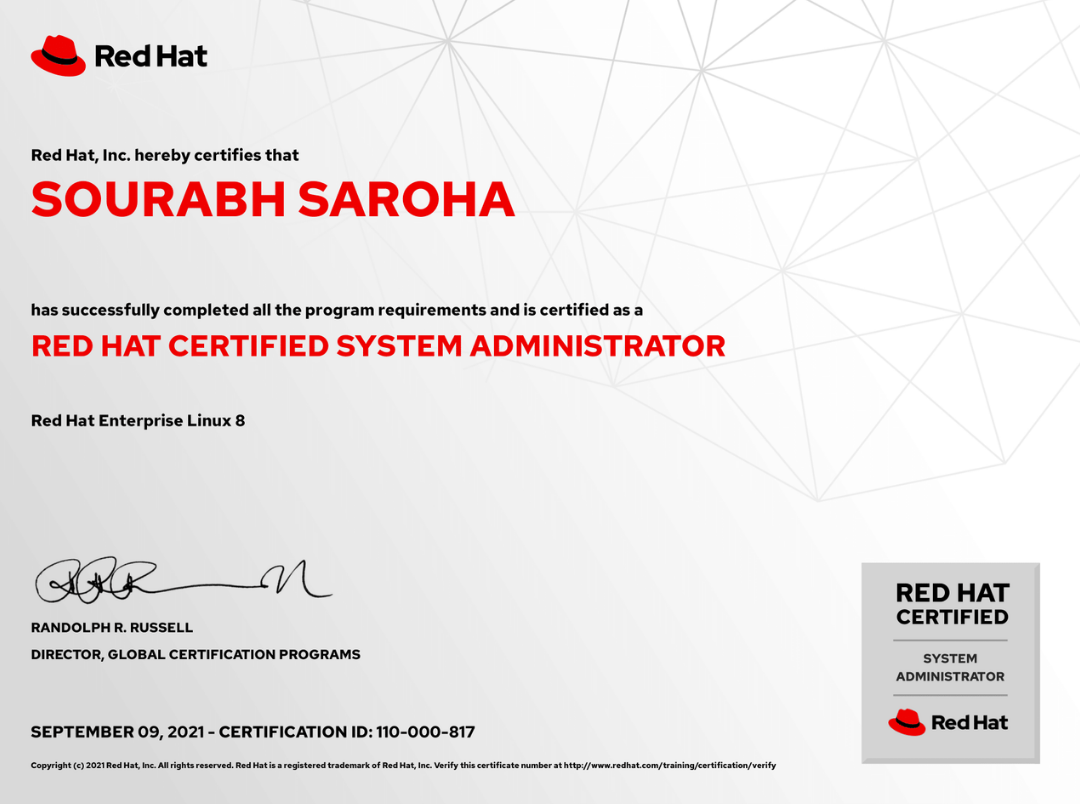 Red Hat
Red Hat, Inc. hereby certifies that
SOURABH SAROHA
has successfully completed all the program requirements and is certified as a
RED HAT CERTIFIED SYSTEM ADMINISTRATOR
Red Hat Enterprise Linux 8
RANDOLPH R. RUSSELL
DIRECTOR, GLOBAL CERTIFICATION PROGRAMS
SEPTEMBER 09, 2021 - CERTIFICATION ID: 110-000-817
Copyright (c) 2021 Red Hat, Inc. All rights reserved. Red Hat is a registered trademark of Red Hat, Inc. Verify this certificate number at http://www.redhat.com/training/certification/verify
RED HAT
CERTIFIED
SYSTEM
ADMINISTRATOR
Red Hat